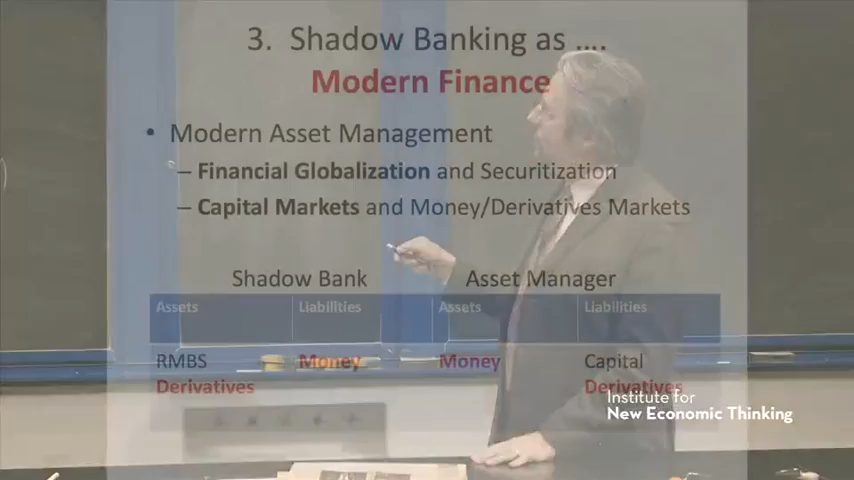 3. Shadow Banking as ....
Modern Finance
• Modern Asset Management
– Financial Globalization and Securitization
– Capital Markets and Money/Derivatives Markets
Shadow Bank Asset Manager
Assets Liabilities Assets Liabilities
RMBS Money Money Capital
Derivatives Derivatives
Institute for
New Economic Thinking